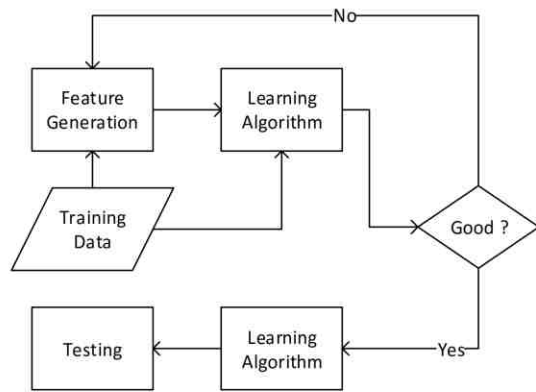 No
Feature
Generation
Learning
Algorithm
Training
Data
Good ?
Testing
Learning
Algorithm
Yes